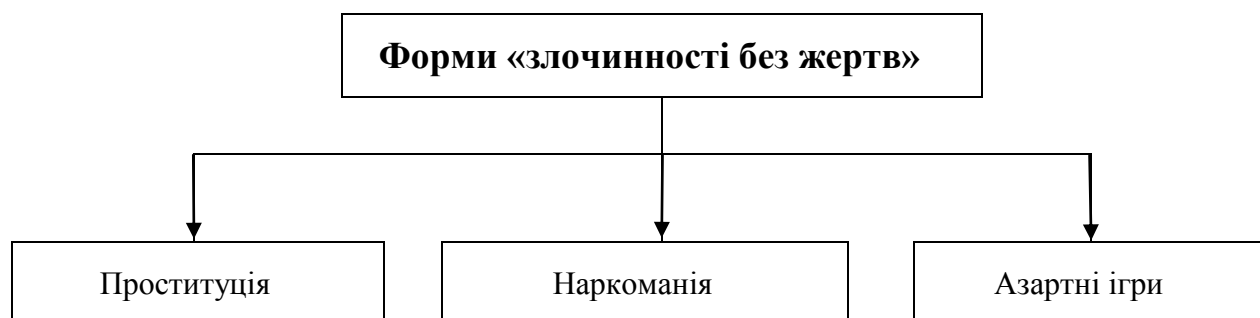 Форми «злочинності без жертв»
Проституція
Наркоманія
Азартні ігри